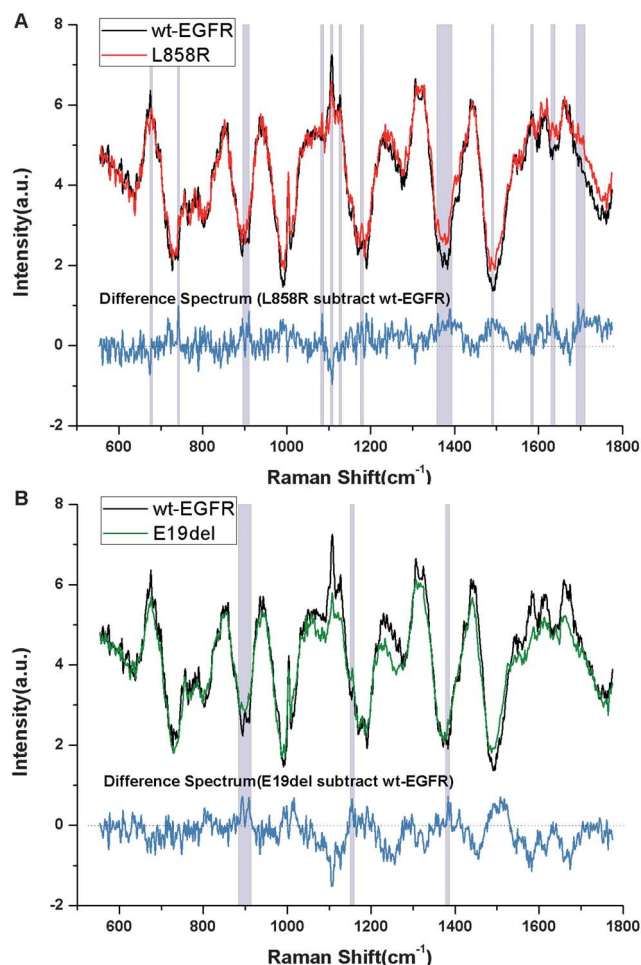 A
wt-EGFR
L858R
8
6
4
2
0
-2
Intensity(a.u.)
Difference Spectrum (L858R subtract wt-EGFR)
600 800 1000 1200 1400 1600 1800
Raman Shift(cm⁻¹)
B
wt-EGFR
E19del
8
6
4
2
0
-2
Intensity(a.u.)
Difference Spectrum(E19del subtract wt-EGFR)
600 800 1000 1200 1400 1600 1800
Raman Shift(cm⁻¹)